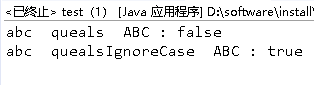 <已终止> test (1) [Java 应用程序] D:\software\install\
abc  queals  ABC : false
abc  quealsIgnoreCase  ABC : true